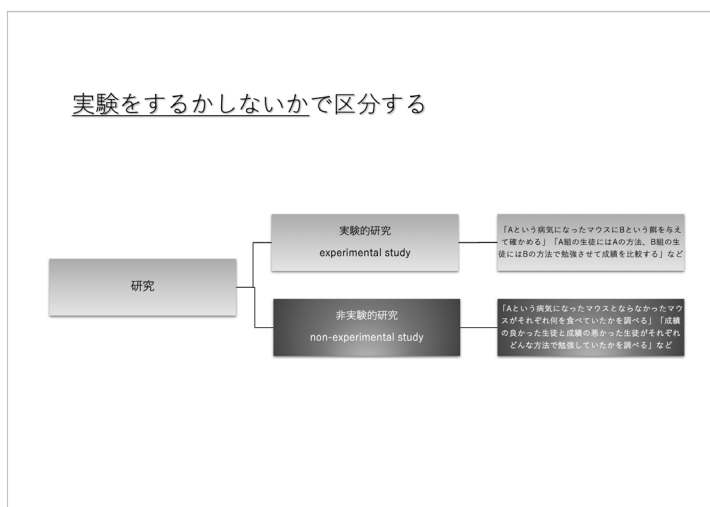 実験をするかしないかで区分する
研究
実験的研究
experimental study
「Aという病気になったマウスにBという餌を与え
て確かめる」「A組の生徒にはAの方法、B組の生
徒にはBの方法で勉強させて成績を比較する」など
非実験的研究
non-experimental study
「Aという病気になったマウスとならなかったマウ
スがそれぞれ何を食べていたかを調べる」「成績
の良かった生徒と成績の悪かった生徒がそれぞれ
どんな方法で勉強していたかを調べる」など